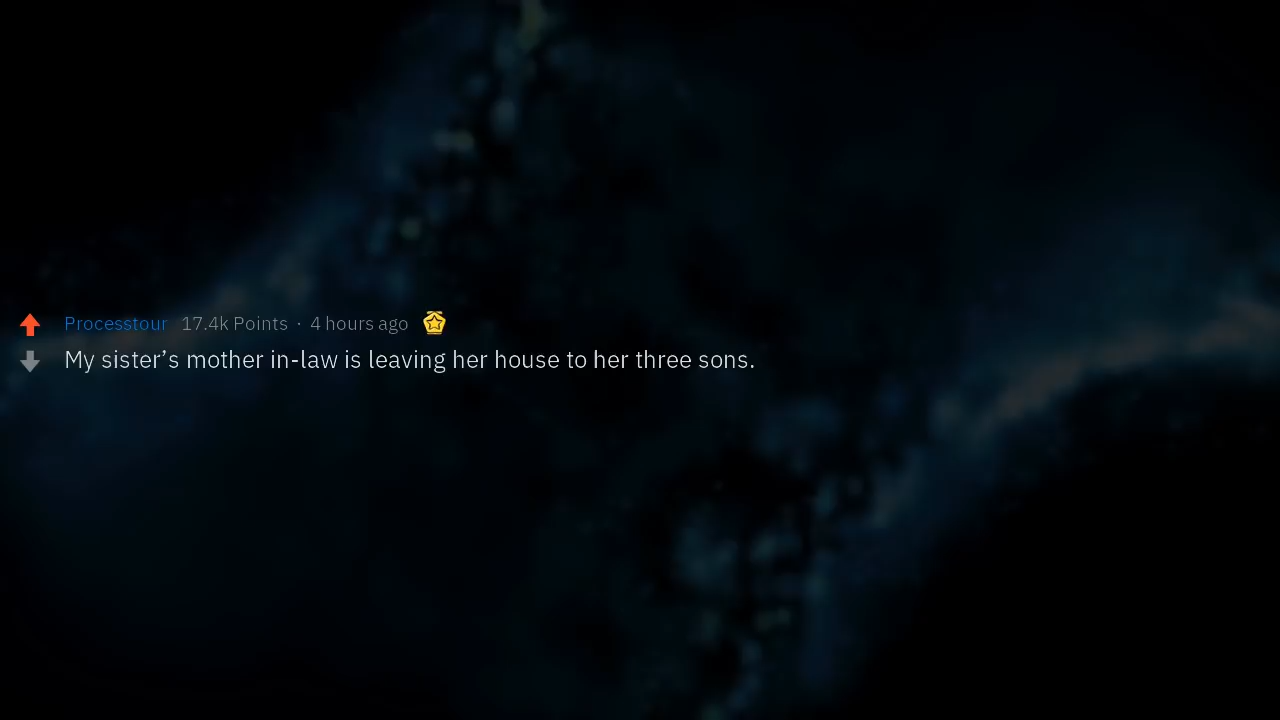 Processtour 17.4k Points · 4 hours ago
My sister’s mother in-law is leaving her house to her three sons.